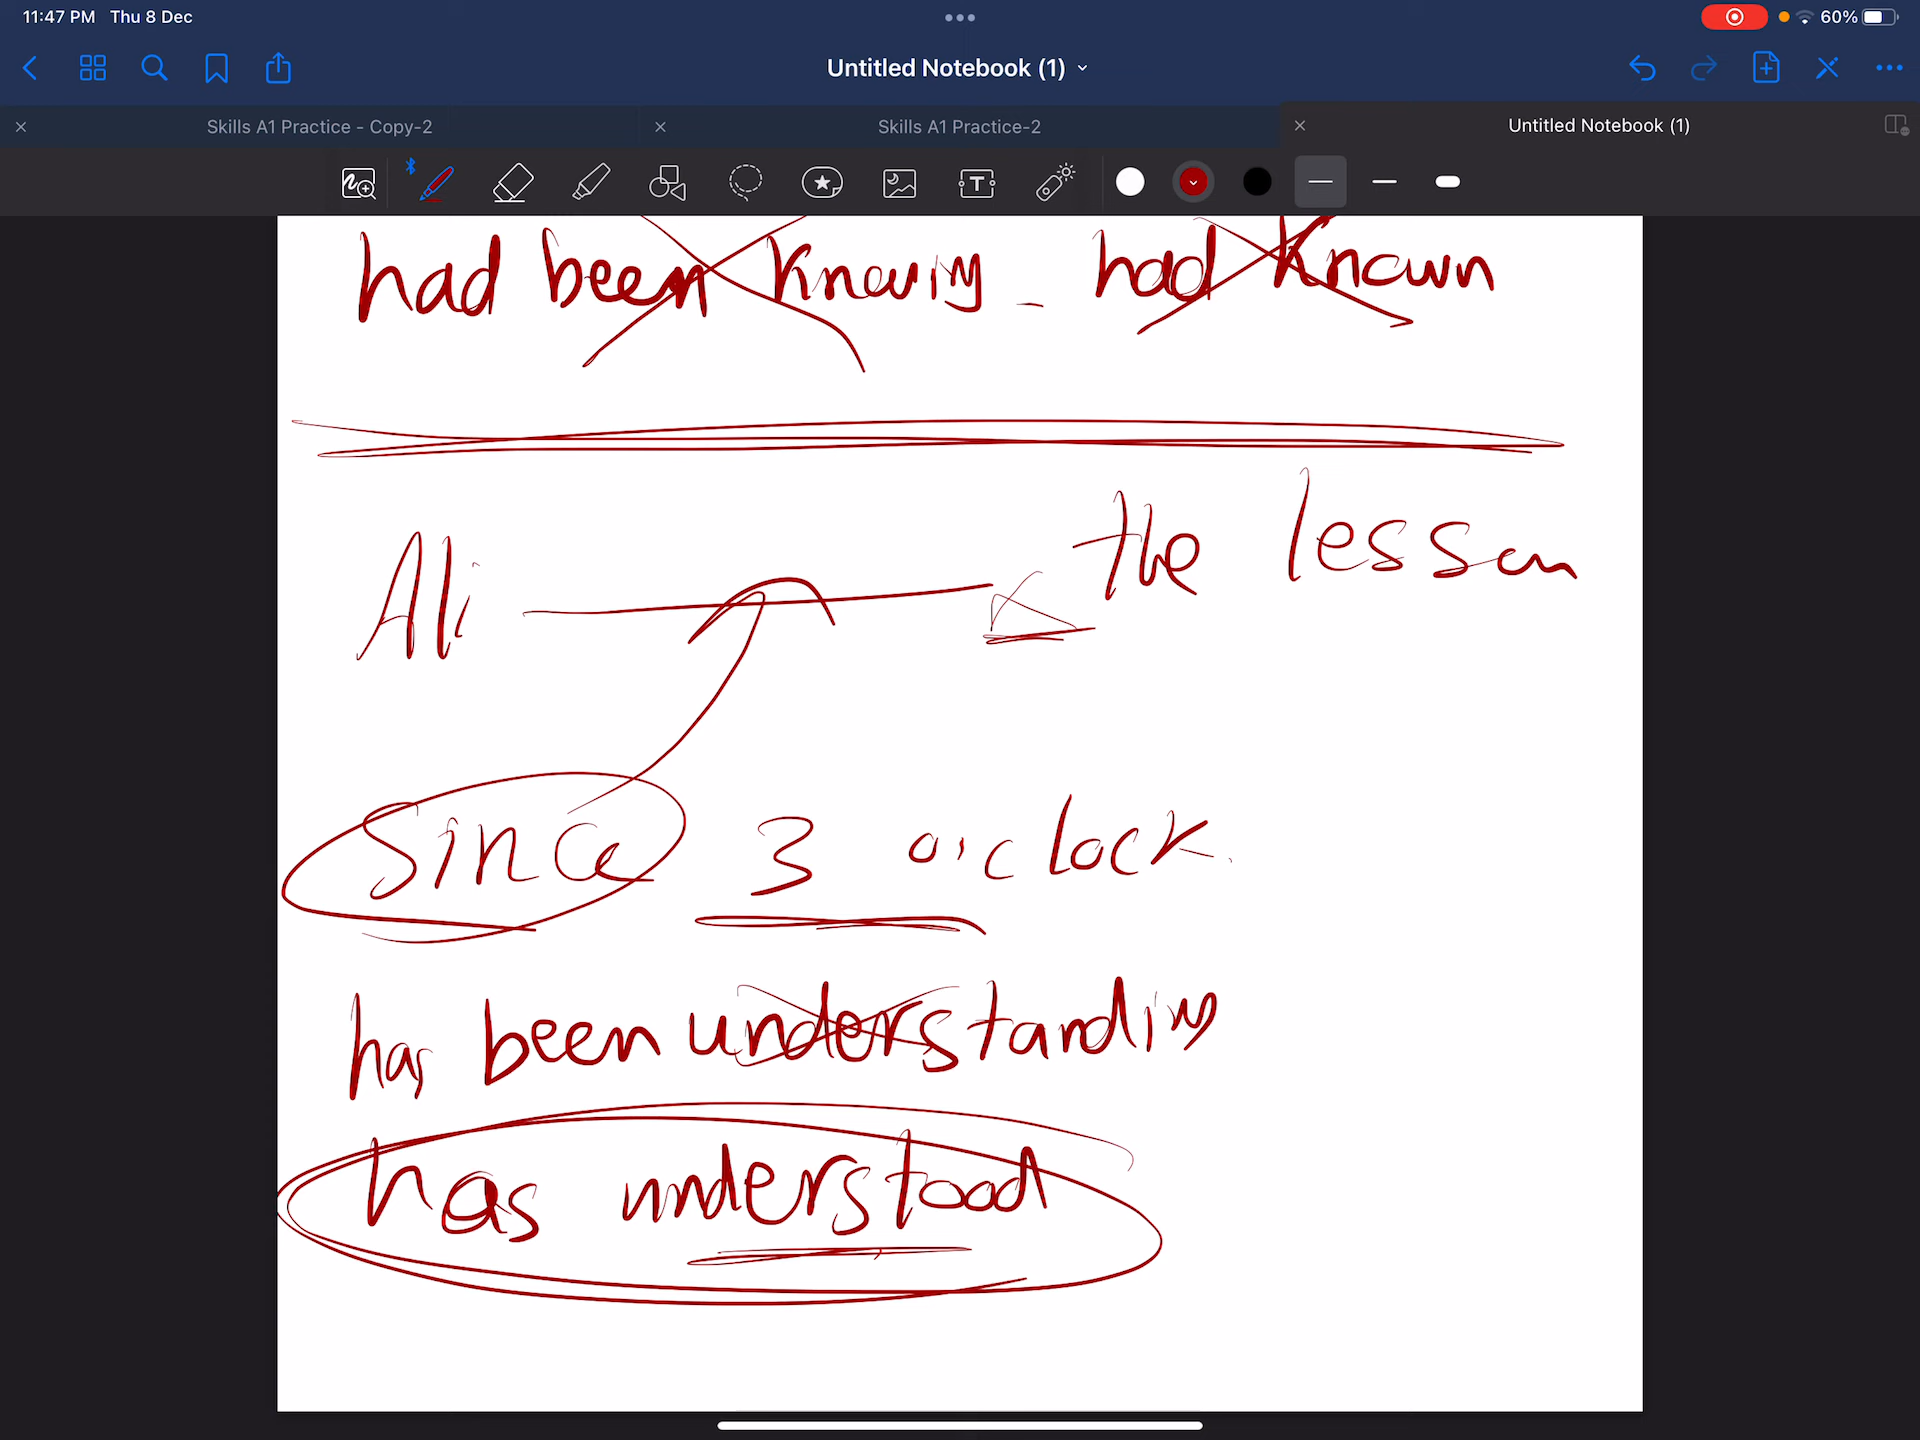 11:47 PM Thu 8 Dec
60%
Untitled Notebook (1)
Skills A1 Practice - Copy-2
Skills A1 Practice-2
Untitled Notebook (1)
had been knowing - had known
Ali the lesson
Since 3 o'clock.
has been understanding
has understood